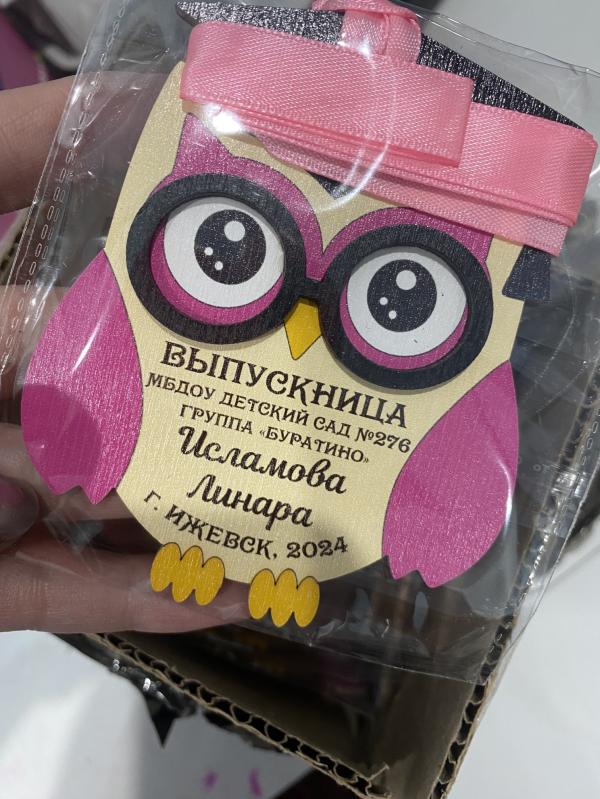 ВЫПУСКНИЦА
МБДОУ ДЕТСКИЙ САД №276
ГРУППА «БУРАТИНО»
Исламова
Линара
Г. ИЖЕВСК, 2024